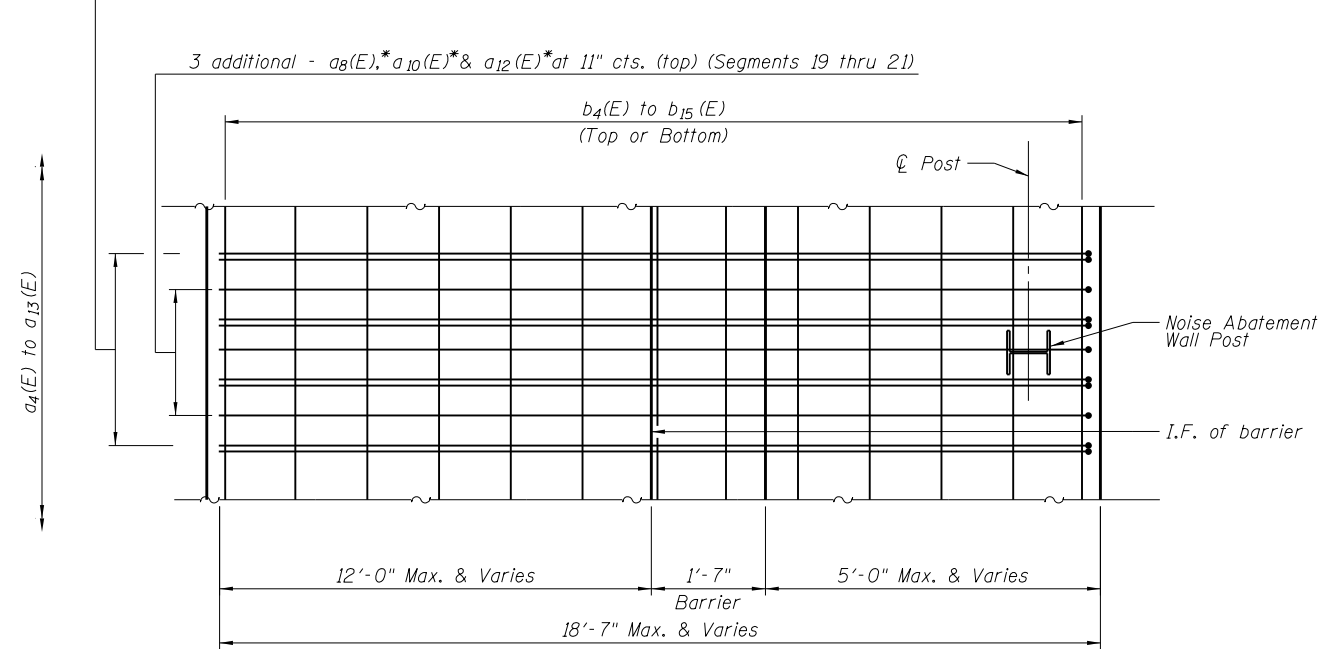 3 additional - a8(E),* a10(E)* & a12(E)* at 11" cts. (top) (Segments 19 thru 21)
b4(E) to b15(E)
(Top or Bottom)
℄ Post
a4(E) to a13(E)
Noise Abatement
Wall Post
I.F. of barrier
12'-0" Max. & Varies
1'-7"
5'-0" Max. & Varies
Barrier
18'-7" Max. & Varies